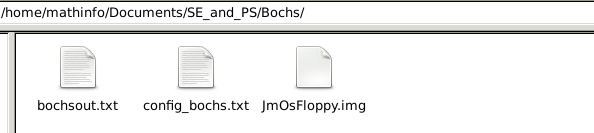 /home/mathinfo/Documents/SE_and_PS/Bochs/
bochsout.txt config_bochs.txt JmOsFloppy.img